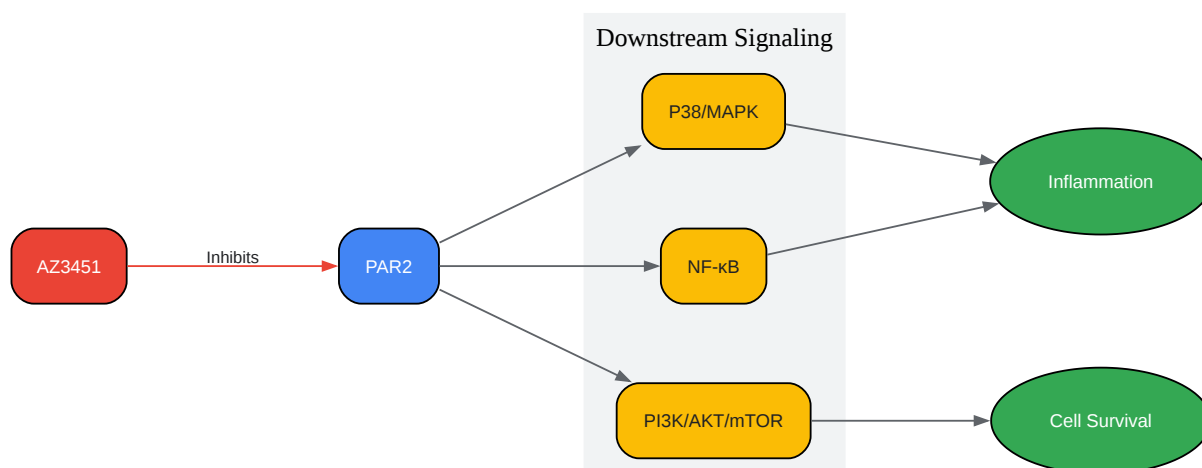 Downstream Signaling
P38/MAPK
Inflammation
AZ3451
Inhibits
PAR2
NF-κB
PI3K/AKT/mTOR
Cell Survival